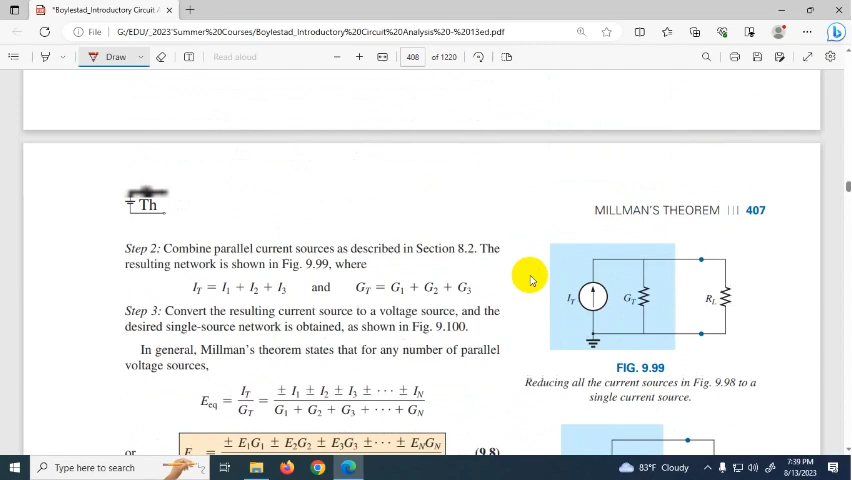 *Boylestad_Introductory Circuit A
File
G:/EDU/_2023'Summer%20Courses/Boylestad_Introductory%20Circuit%20Analysis%20-%2013ed.pdf
Draw
Read aloud
408 of 1220
Th
MILLMAN'S THEOREM ||| 407
Step 2: Combine parallel current sources as described in Section 8.2. The
resulting network is shown in Fig. 9.99, where
I_T = I_1 + I_2 + I_3 and G_T = G_1 + G_2 + G_3
Step 3: Convert the resulting current source to a voltage source, and the
desired single-source network is obtained, as shown in Fig. 9.100.
In general, Millman's theorem states that for any number of parallel
voltage sources,
E_eq = I_T / G_T = (± I_1 ± I_2 ± I_3 ± ··· ± I_N) / (G_1 + G_2 + G_3 + ··· + G_N)
or
± E_1G_1 ± E_2G_2 ± E_3G_3 ± ··· ± E_NG_N
(9.8)
I_T
G_T
R_L
FIG. 9.99
Reducing all the current sources in Fig. 9.98 to a
single current source.
Type here to search
83°F Cloudy
7:39 PM
8/13/2023